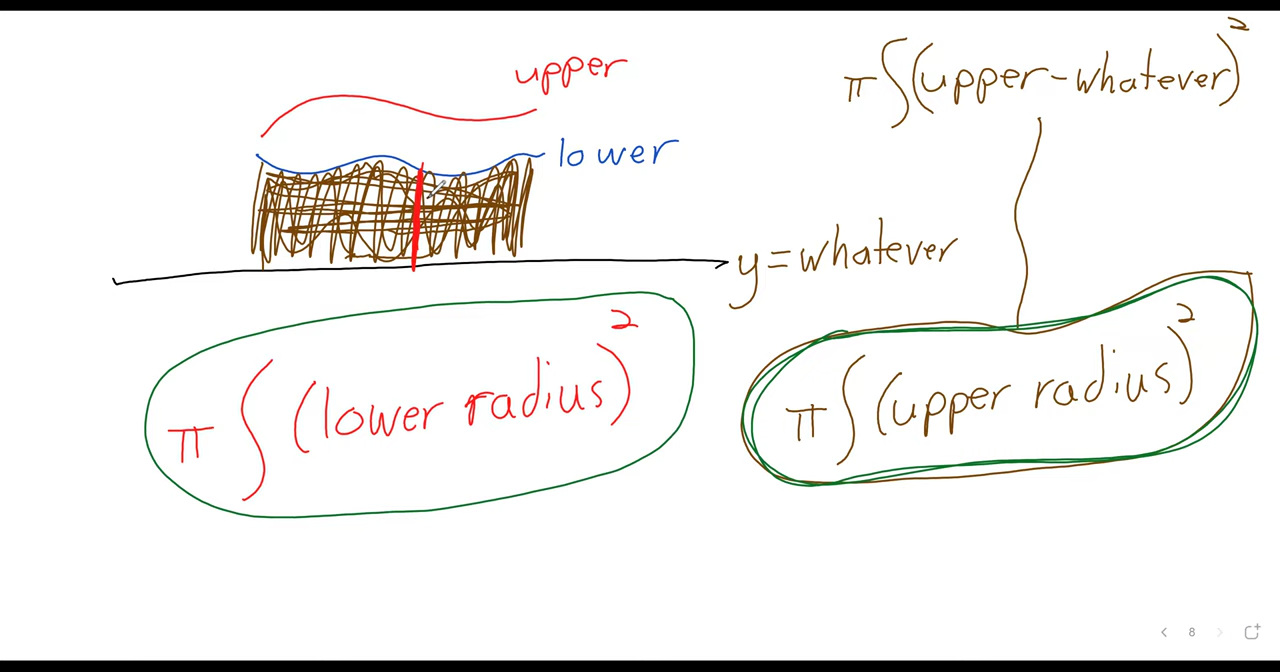 upper
lower
y = whatever
π∫(upper - whatever)²
π∫(lower radius)²
π∫(upper radius)²
8